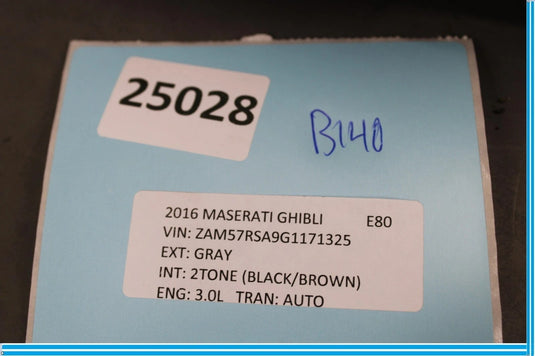 25028
B140
2016 MASERATI GHIBLI E80
VIN: ZAM57RSA9G1171325
EXT: GRAY
INT: 2TONE (BLACK/BROWN)
ENG: 3.0L TRAN: AUTO